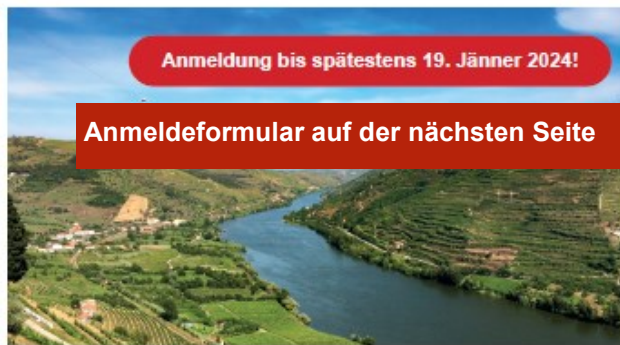 Anmeldung bis spätestens 19. Jänner 2024!
Anmeldeformular auf der nächsten Seite